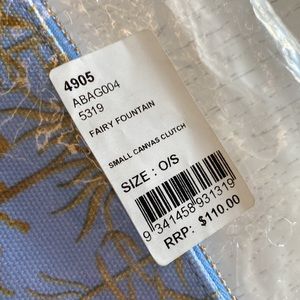 4905
ABAG004
5319
FAIRY FOUNTAIN
SMALL CANVAS CLUTCH
SIZE : O/S
9 341458 931319
RRP: $110.00